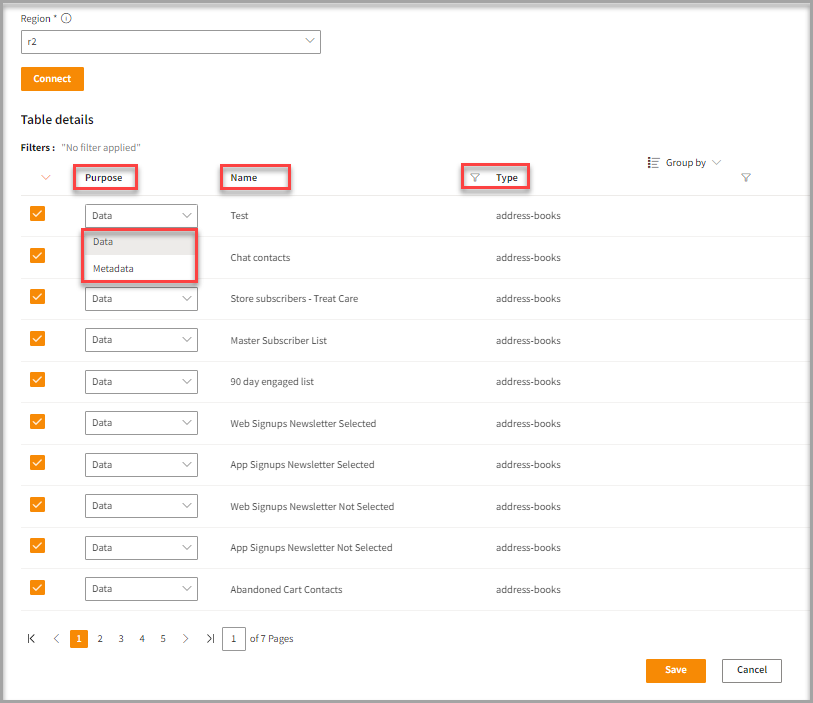 Region *
r2
Connect
Table details
Filters : "No filter applied"
Group by
Purpose Name Type
Data Test address-books
Data
Chat contacts address-books
Metadata
Data Store subscribers - Treat Care address-books
Data Master Subscriber List address-books
Data 90 day engaged list address-books
Data Web Signups Newsletter Selected address-books
Data App Signups Newsletter Selected address-books
Data Web Signups Newsletter Not Selected address-books
Data App Signups Newsletter Not Selected address-books
Data Abandoned Cart Contacts address-books
1 2 3 4 5 1 of 7 Pages
Save Cancel